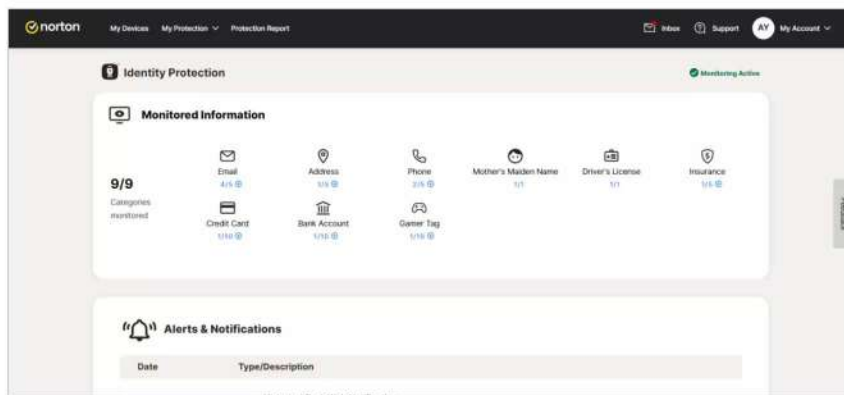 norton
My Devices My Protection Protection Report Inbox Support AY My Account
Identity Protection Monitoring Active
Monitored Information
9/9
Categories
monitored
Email Address Phone Mother's Maiden Name Driver's License Insurance
4/5 1/5 2/5 1/1 1/1 1/5
Credit Card Bank Account Gamer Tag
1/10 1/15 1/15
Alerts & Notifications
Date Type/Description